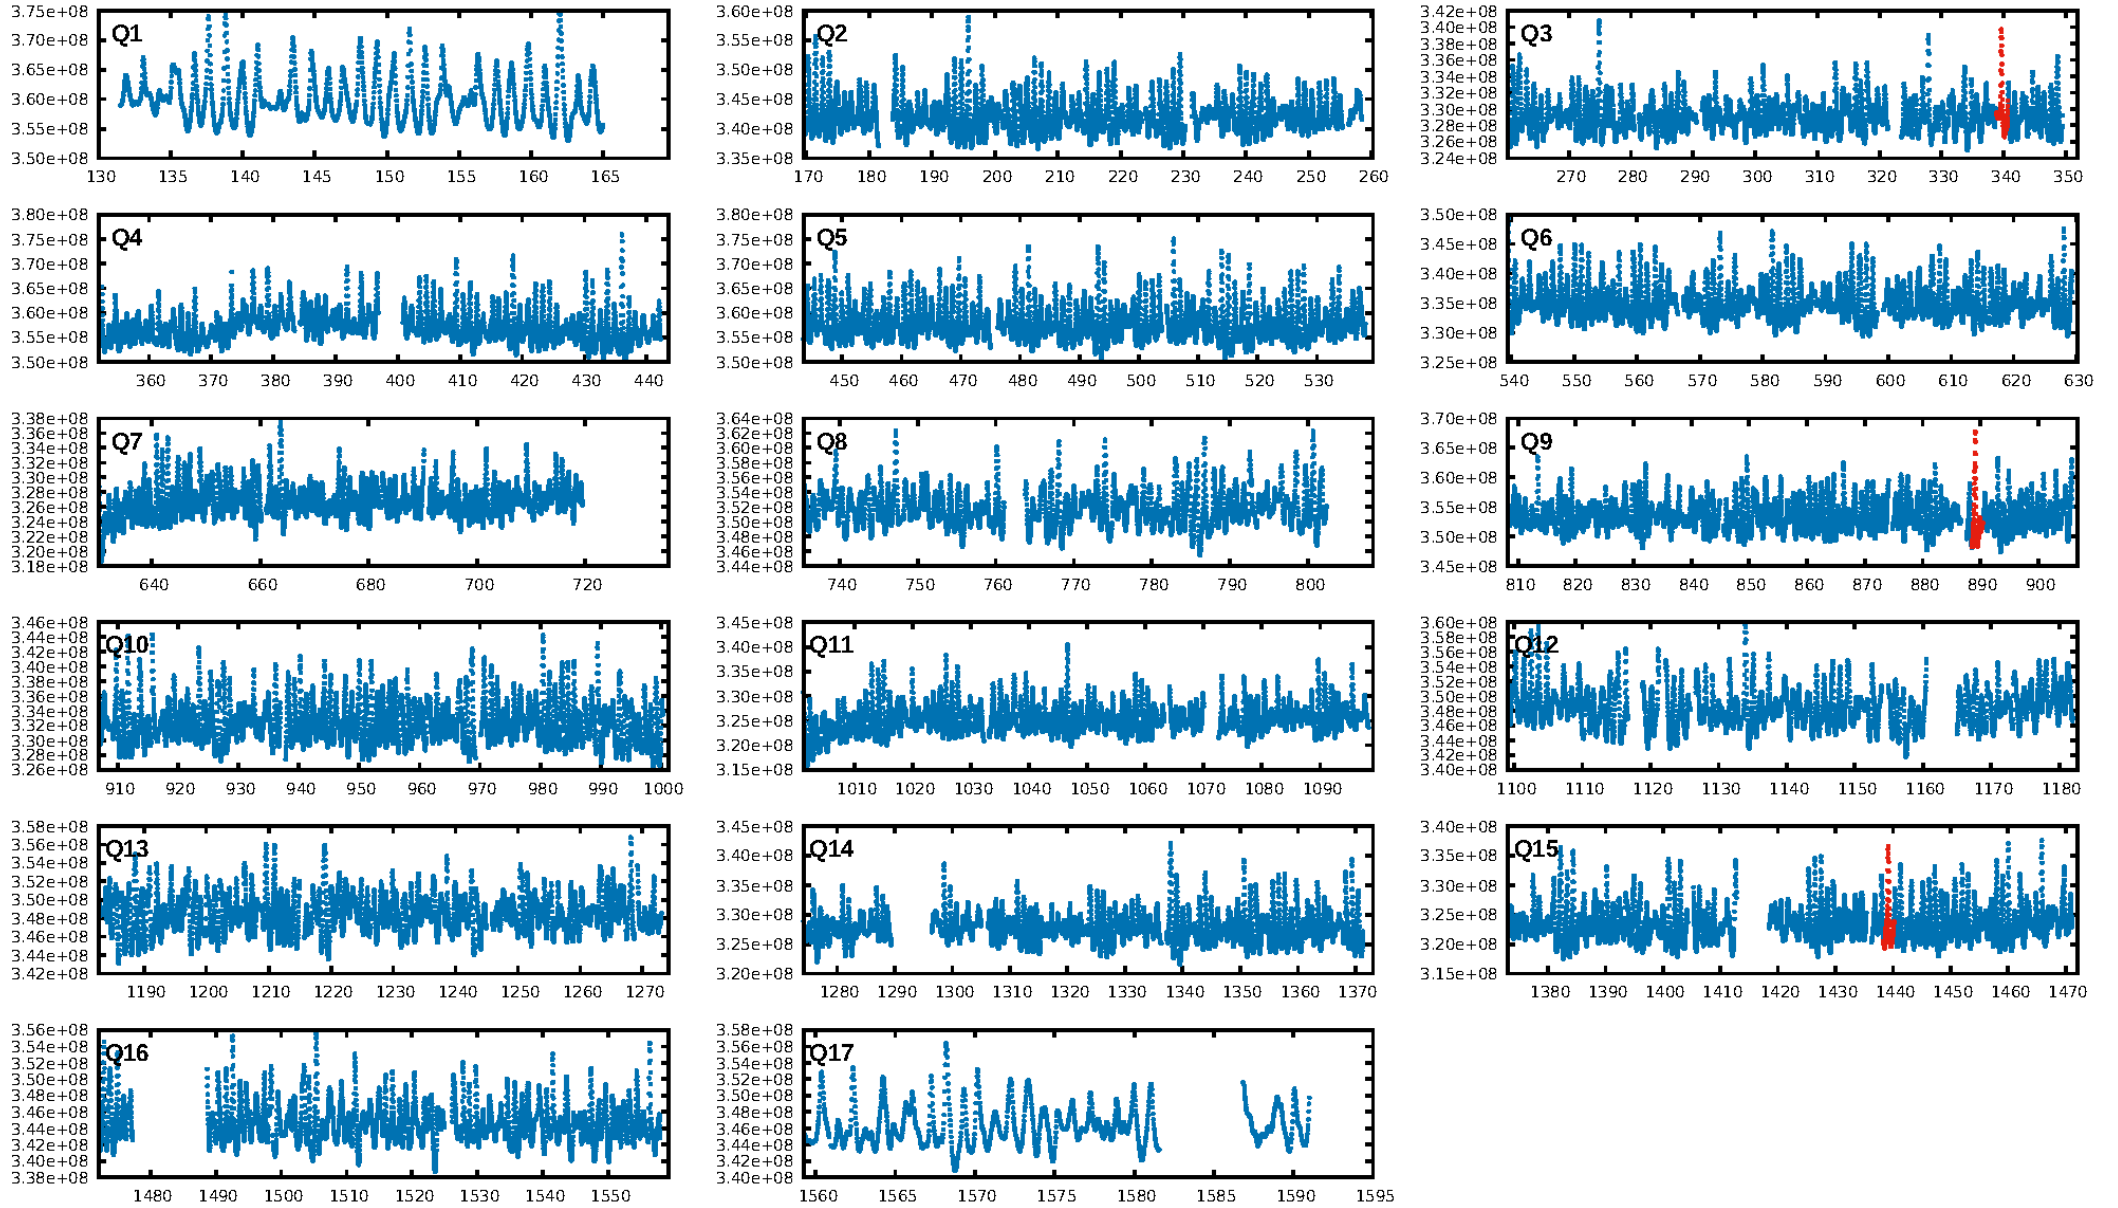 3.75e+08 3.70e+08 3.65e+08 3.60e+08 3.55e+08 3.50e+08
Q1
130 135 140 145 150 155 160 165
3.60e+08 3.55e+08 3.50e+08 3.45e+08 3.40e+08 3.35e+08
Q2
170 180 190 200 210 220 230 240 250 260
3.42e+08 3.40e+08 3.38e+08 3.36e+08 3.34e+08 3.32e+08 3.30e+08 3.28e+08 3.26e+08 3.24e+08
Q3
270 280 290 300 310 320 330 340 350
3.80e+08 3.75e+08 3.70e+08 3.65e+08 3.60e+08 3.55e+08 3.50e+08
Q4
360 370 380 390 400 410 420 430 440
3.80e+08 3.75e+08 3.70e+08 3.65e+08 3.60e+08 3.55e+08 3.50e+08
Q5
450 460 470 480 490 500 510 520 530
3.50e+08 3.45e+08 3.40e+08 3.35e+08 3.30e+08 3.25e+08
Q6
540 550 560 570 580 590 600 610 620 630
3.38e+08 3.36e+08 3.34e+08 3.32e+08 3.30e+08 3.28e+08 3.26e+08 3.24e+08 3.22e+08 3.20e+08 3.18e+08
Q7
640 660 680 700 720
3.64e+08 3.62e+08 3.60e+08 3.58e+08 3.56e+08 3.54e+08 3.52e+08 3.50e+08 3.48e+08 3.46e+08 3.44e+08
Q8
740 750 760 770 780 790 800
3.70e+08 3.65e+08 3.60e+08 3.55e+08 3.50e+08 3.45e+08
Q9
810 820 830 840 850 860 870 880 890 900
3.46e+08 3.44e+08 3.42e+08 3.40e+08 3.38e+08 3.36e+08 3.34e+08 3.32e+08 3.30e+08 3.28e+08 3.26e+08
Q10
910 920 930 940 950 960 970 980 990 1000
3.45e+08 3.40e+08 3.35e+08 3.30e+08 3.25e+08 3.20e+08 3.15e+08
Q11
1010 1020 1030 1040 1050 1060 1070 1080 1090
3.60e+08 3.58e+08 3.56e+08 3.54e+08 3.52e+08 3.50e+08 3.48e+08 3.46e+08 3.44e+08 3.42e+08 3.40e+08
Q12
1100 1110 1120 1130 1140 1150 1160 1170 1180
3.58e+08 3.56e+08 3.54e+08 3.52e+08 3.50e+08 3.48e+08 3.46e+08 3.44e+08 3.42e+08
Q13
1190 1200 1210 1220 1230 1240 1250 1260 1270
3.45e+08 3.40e+08 3.35e+08 3.30e+08 3.25e+08 3.20e+08
Q14
1280 1290 1300 1310 1320 1330 1340 1350 1360 1370
3.40e+08 3.35e+08 3.30e+08 3.25e+08 3.20e+08 3.15e+08
Q15
1380 1390 1400 1410 1420 1430 1440 1450 1460 1470
3.56e+08 3.54e+08 3.52e+08 3.50e+08 3.48e+08 3.46e+08 3.44e+08 3.42e+08 3.40e+08 3.38e+08
Q16
1480 1490 1500 1510 1520 1530 1540 1550
3.58e+08 3.56e+08 3.54e+08 3.52e+08 3.50e+08 3.48e+08 3.46e+08 3.44e+08 3.42e+08 3.40e+08
Q17
1560 1565 1570 1575 1580 1585 1590 1595